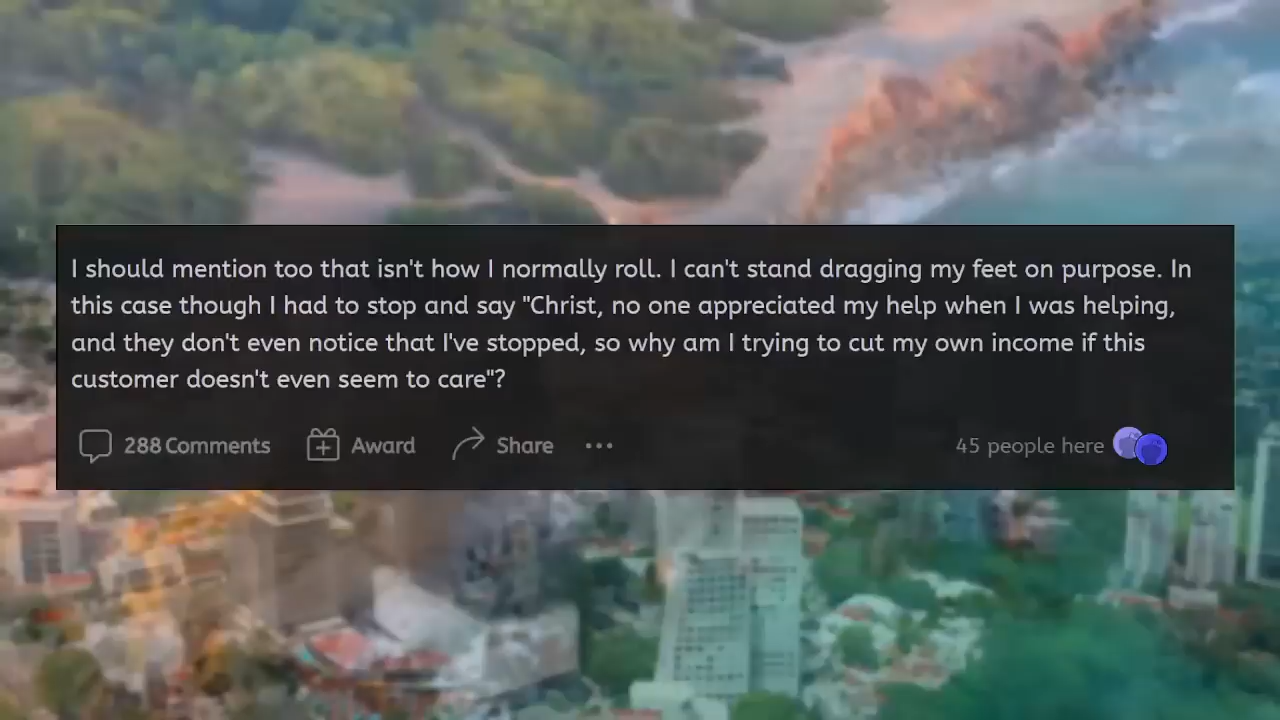 I should mention too that isn't how I normally roll. I can't stand dragging my feet on purpose. In
this case though I had to stop and say "Christ, no one appreciated my help when I was helping,
and they don't even notice that I've stopped, so why am I trying to cut my own income if this
customer doesn't even seem to care"?
288 Comments Award Share 45 people here